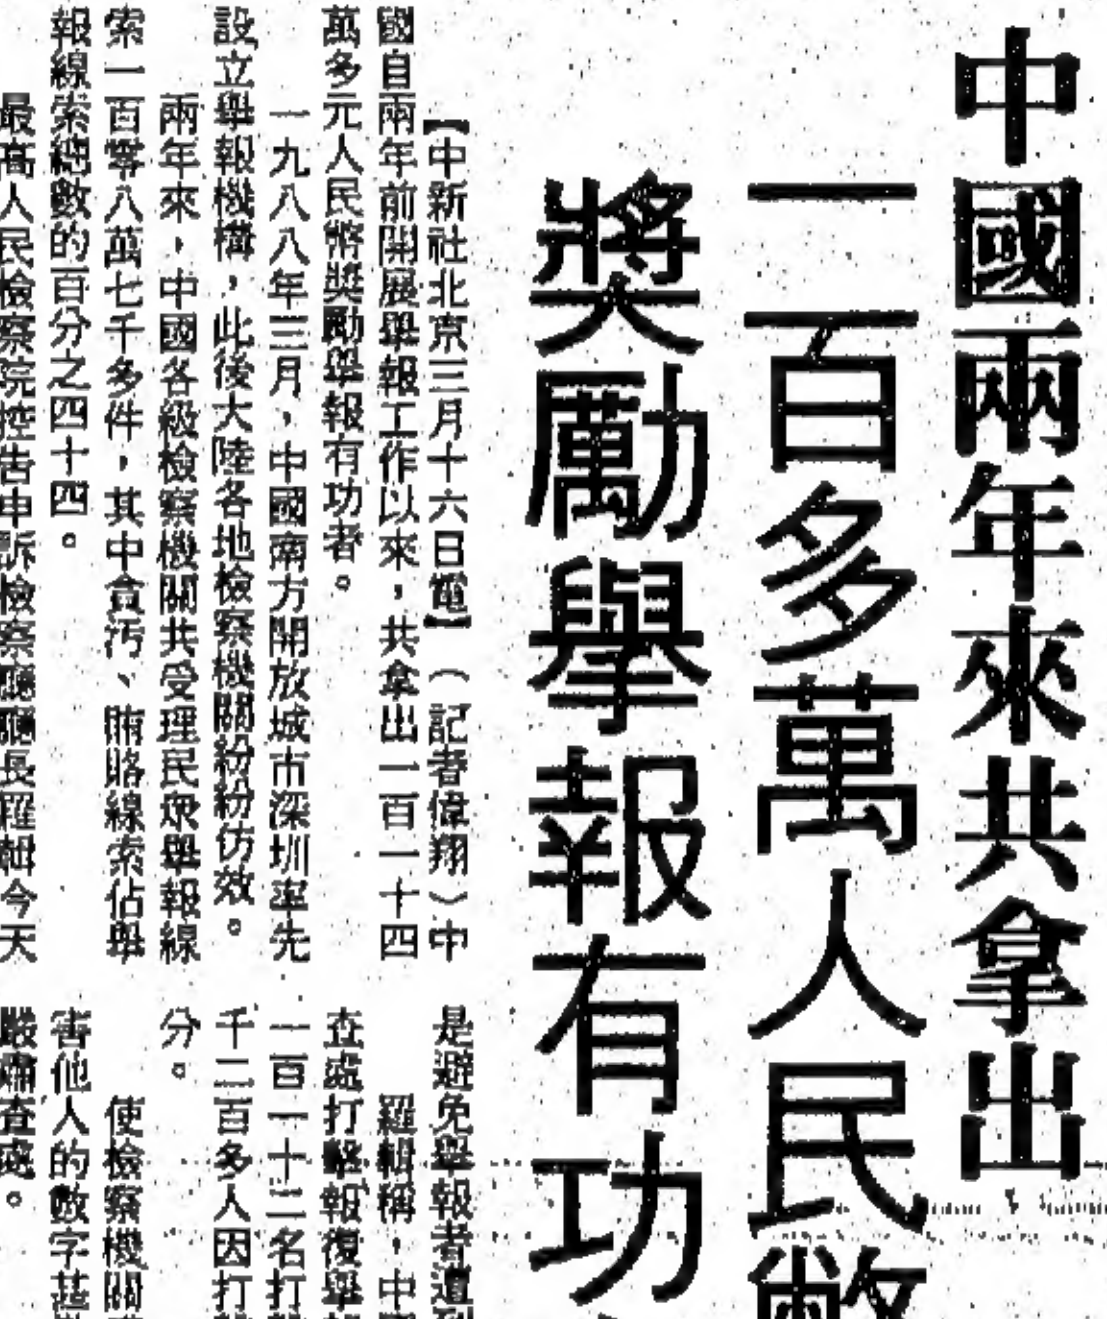 中國兩年來共拿出
一百多萬人民幣
獎勵舉報有功
【中新社北京三月十六日電】(記者偉翔)中
國自兩年前開展舉報工作以來,共拿出一百一十四
萬多元人民幣獎勵舉報有功者。
一九八八年三月,中國南方開放城市深圳率先
設立舉報機構,此後大陸各地檢察機關紛紛仿效。
兩年來,中國各級檢察機關共受理民衆舉報線
索一百零八萬七千多件,其中貪污、賄賂線索佔舉
報線索總數的百分之四十四。
最高人民檢察院控告申訴檢察廳廳長羅輯今天
是避免舉報者遭到
羅輯稱,中
查處打擊報復舉報
一百一十二名打擊
千二百多人因打
分。
使檢察機關
害他人的數字甚
嚴肅查處。